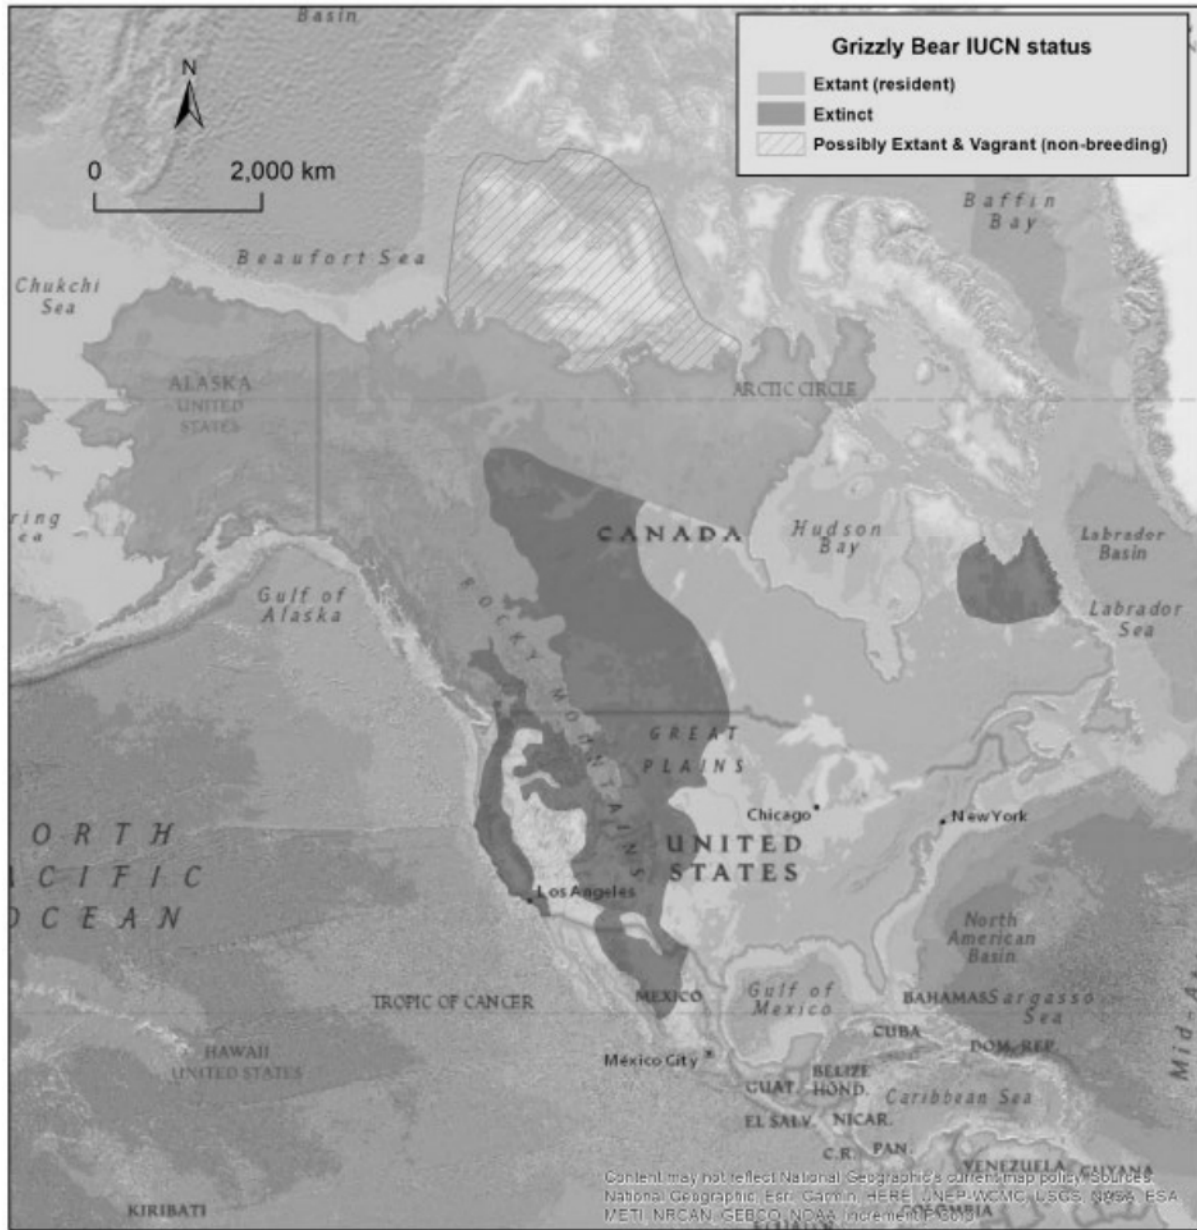 Basin
Grizzly Bear IUCN status
Extant (resident)
Extinct
Possibly Extant & Vagrant (non-breeding)
N
0 2,000 km
Baffin
Bay
Beaufort Sea
Chukchi
Sea
ALASKA
UNITED
STATES
ARCTIC CIRCLE
ring
ea
CANADA
Hudson
Bay
Labrador
Basin
Gulf of
Alaska
Labrador
Sea
ROCKY MOUNTAINS
GREAT
PLAINS
Chicago
New York
ORTH
ACIFIC
OCEAN
UNITED
STATES
Los Angeles
North
American
Basin
TROPIC OF CANCER
MEXICO
Gulf of
Mexico
BAHAMAS
Sargasso
Sea
CUBA
DOM. REP.
HAWAII
UNITED STATES
México City
BELIZE
GUAT.
HOND.
Caribbean Sea
EL SALV.
NICAR.
Mid-A
C.R.
PAN.
VENEZUELA
GUYANA
Content may not reflect National Geographic's current map policy. Sources:
National Geographic, Esri, Garmin, HERE, UNEP-WCMC, USGS, NASA, ESA,
METI, NRCAN, GEBCO, NOAA, increment P Corp.
COLOMBIA
KIRIBATI